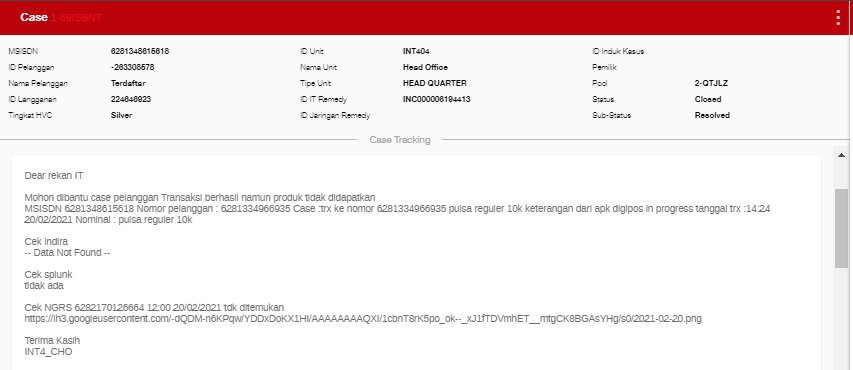 Case 1-69ISBNT
MSISDN 6281348615618 ID Unit INT404 ID Induk Kasus
ID Pelanggan -263308578 Nama Unit Head Office Pemilik
Nama Pelanggan Terdaftar Tipe Unit HEAD QUARTER Pool 2-QTJLZ
ID Langganan 224646923 ID IT Remedy INC000006194413 Status Closed
Tingkat HVC Silver ID Jaringan Remedy Sub-Status Resolved
Case Tracking
Dear rekan IT
Mohon dibantu case pelanggan Transaksi berhasil namun produk tidak didapatkan
MSISDN 6281348615618 Nomor pelanggan : 6281334966935 Case :trx ke nomor 6281334966935 pulsa reguler 10k keterangan dari apk digipos in progress tanggal trx :14:24
20/02/2021 Nominal : pulsa reguler 10k
Cek indira
-- Data Not Found --
Cek splunk
tidak ada
Cek NGRS 6282170126664 12:00 20/02/2021 tdk ditemukan
https://lh3.googleusercontent.com/-dQDM-n6KPqw/YDDxDoKX1HI/AAAAAAAAQXI/1cbnT8rK5po_ok--_xJ1fTDVmhET__mtgCK8BGAsYHg/s0/2021-02-20.png
Terima Kasih
INT4_CHO